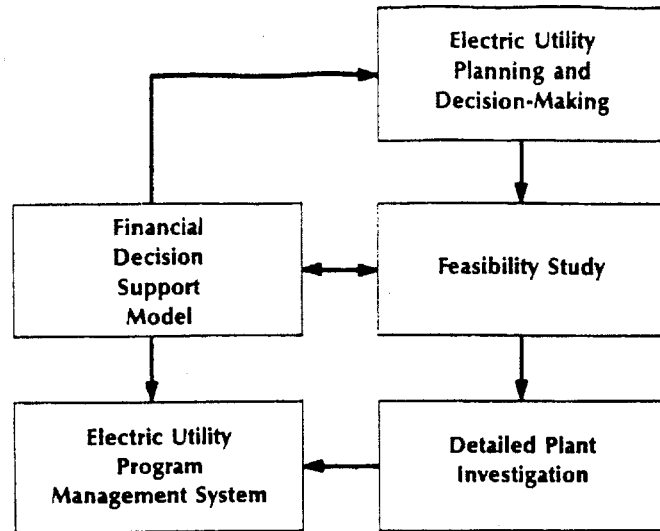 Electric Utility
Planning and
Decision-Making
Financial
Decision
Support
Model
Feasibility Study
Electric Utility
Program
Management System
Detailed Plant
Investigation